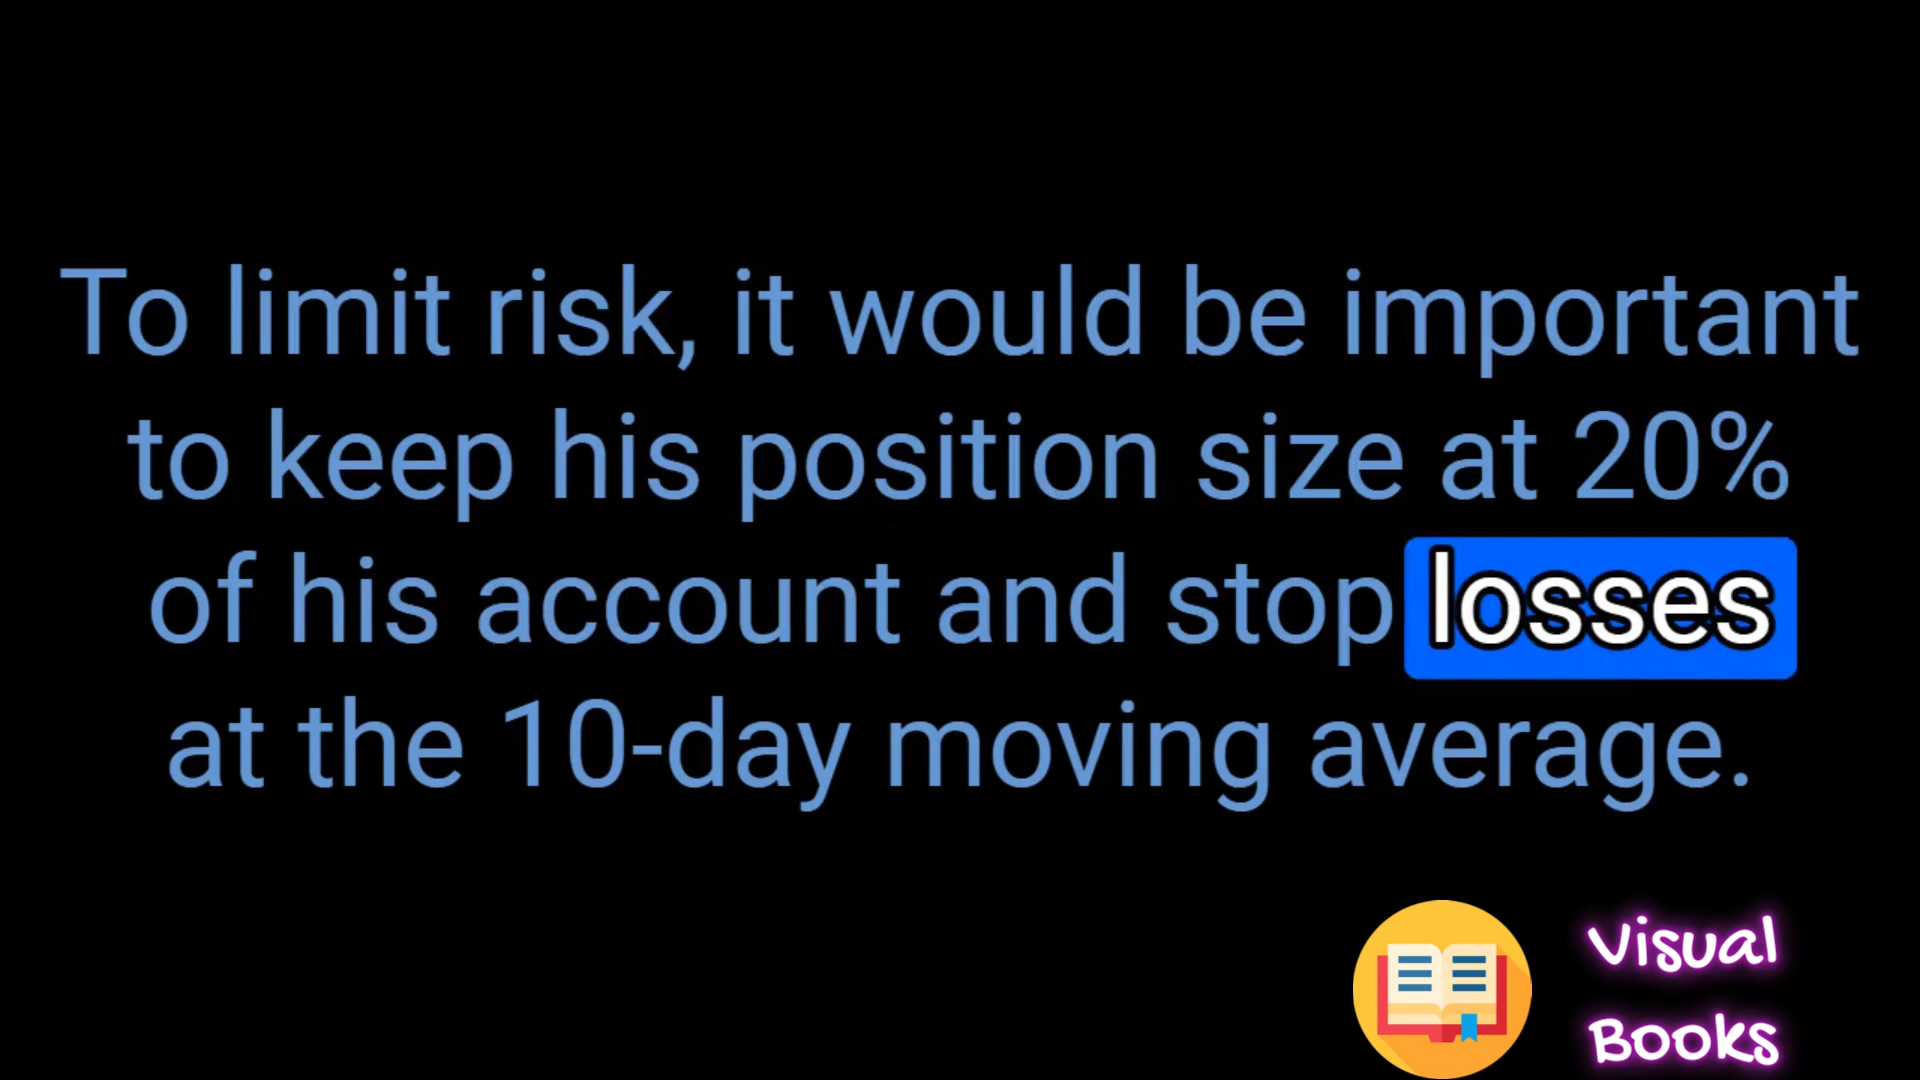 To limit risk, it would be important
to keep his position size at 20%
of his account and stop losses
at the 10-day moving average.
Visual
Books